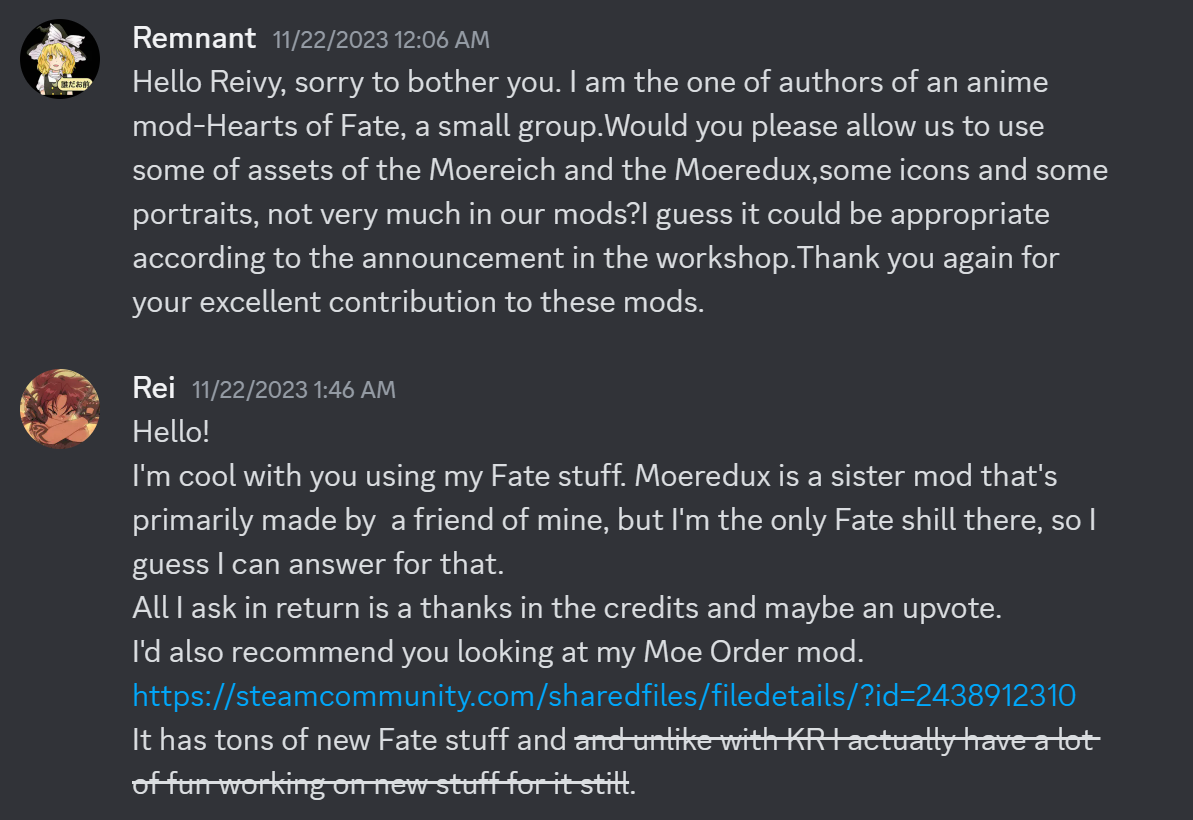 Remnant 11/22/2023 12:06 AM
Hello Reivy, sorry to bother you. I am the one of authors of an anime
mod-Hearts of Fate, a small group.Would you please allow us to use
some of assets of the Moereich and the Moeredux,some icons and some
portraits, not very much in our mods?I guess it could be appropriate
according to the announcement in the workshop.Thank you again for
your excellent contribution to these mods.
誰だお前
Rei 11/22/2023 1:46 AM
Hello!
I'm cool with you using my Fate stuff. Moeredux is a sister mod that's
primarily made by  a friend of mine, but I'm the only Fate shill there, so I
guess I can answer for that.
All I ask in return is a thanks in the credits and maybe an upvote.
I'd also recommend you looking at my Moe Order mod.
https://steamcommunity.com/sharedfiles/filedetails/?id=2438912310
It has tons of new Fate stuff and and unlike with KR I actually have a lot
of fun working on new stuff for it still.